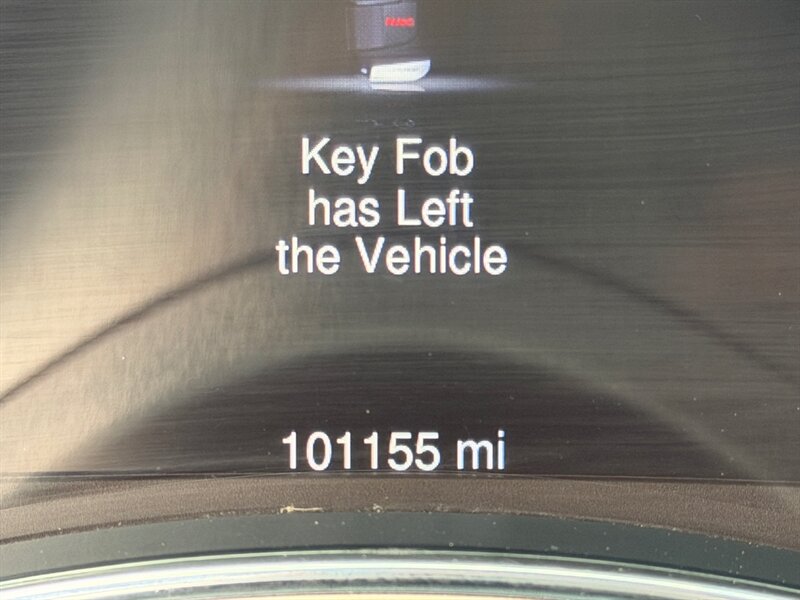 Key Fob
has Left
the Vehicle
101155 mi